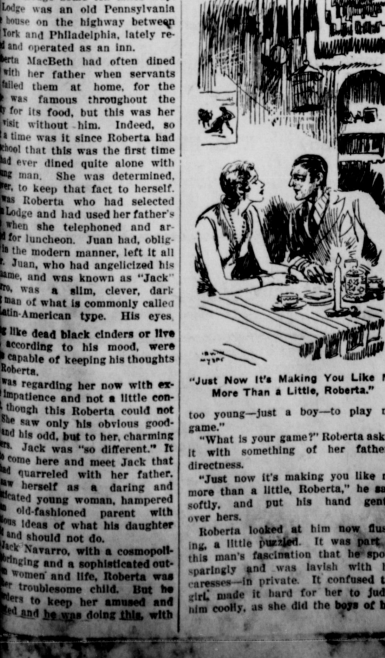 Lodge was an old Pennsylvania
house on the highway between
York and Philadelphia, lately re-
and operated as an inn.
MacBeth had often dined
with her father when servants
failed them at home, for the
was famous throughout the
for its food, but this was her
visit without him. Indeed, so
a time was it since Roberta had
school that this was the first time
had ever dined quite alone with
man. She was determined,
to keep that fact to herself.
was Roberta who had selected
Lodge and had used her father's
when she telephoned and ar-
for luncheon. Juan had, oblig-
in the modern manner, left it all
Juan, who had angelicized his
name, and was known as "Jack"
was a slim, clever, dark
man of what is commonly called
Latin-American type. His eyes,
like dead black cinders or live
according to his mood, were
capable of keeping his thoughts
Roberta.
was regarding her now with ex-
impatience and not a little con-
though this Roberta could not
She saw only his obvious good-
and his odd, but to her, charming
Jack was "so different." It
come here and meet Jack that
had quarreled with her father.
saw herself as a daring and
young woman, hampered
old-fashioned parent with
ideas of what his daughter
and should not do.
Jack Navarro, with a cosmopoli-
bringing and a sophisticated out-
women and life, Roberta was
troublesome child. But he
to keep her amused and
and he was doing this, with
"Just Now It's Making You Like
More Than a Little, Roberta."
too young—just a boy—to play
game."
"What is your game?" Roberta ask
it with something of her fathe
directness.
"Just now it's making you like
more than a little, Roberta," he
softly, and put his hand gent
over hers.
Roberta looked at him now flus
ing, a little puzzled. It was part
this man's fascination that he spo
sparingly and was lavish with
caresses—in private. It confused
girl, made it hard for her to jud
him coolly, as she did the boys of h